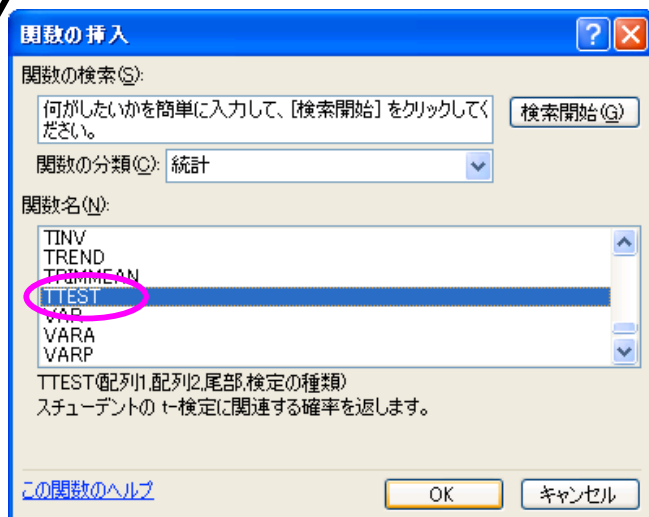 関数の挿入
関数の検索(S):
何がしたいかを簡単に入力して、[検索開始] をクリックしてく
ださい。
検索開始(G)
関数の分類(C): 統計
関数名(N):
TINV
TREND
TRIMMEAN
TTEST
VAR
VARA
VARP
TTEST(配列1,配列2,尾部,検定の種類)
スチューデントの t-検定に関連する確率を返します。
この関数のヘルプ
OK
キャンセル